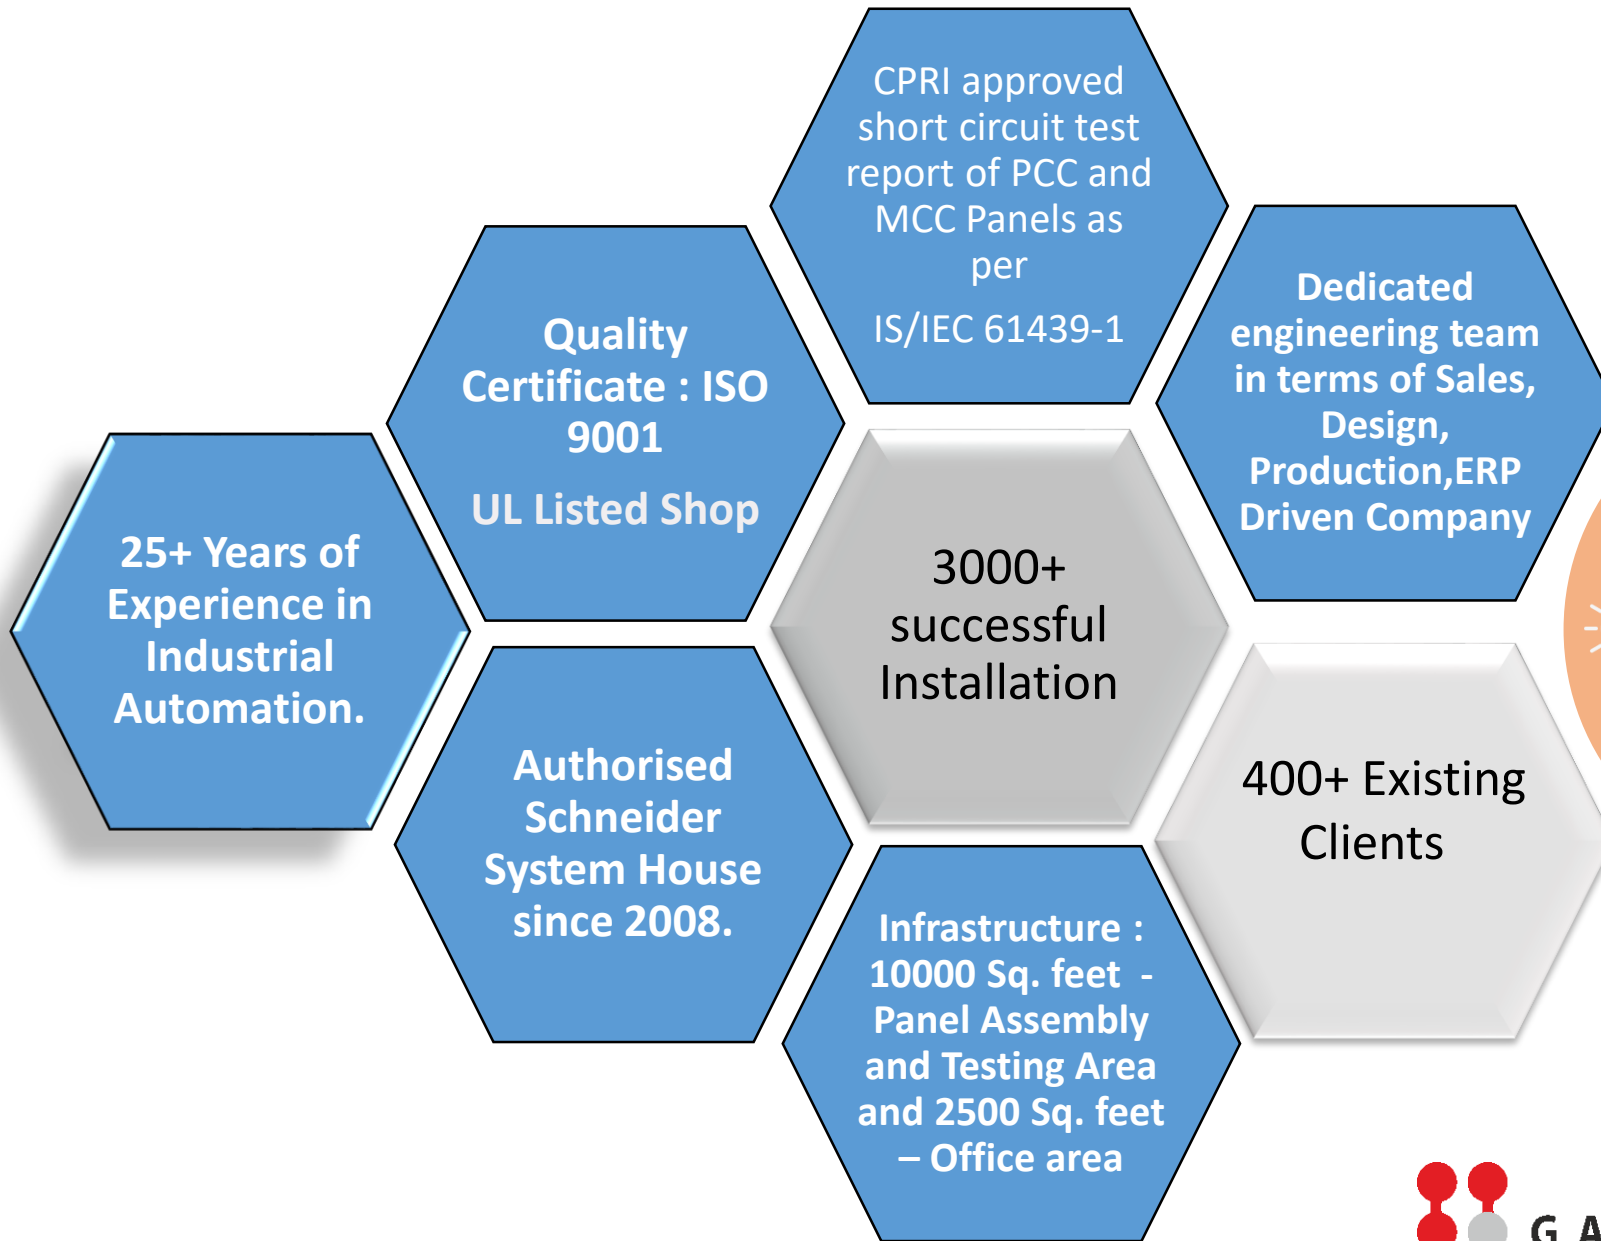 CPRI approved
short circuit test
report of PCC and
MCC Panels as
per
IS/IEC 61439-1
Dedicated
engineering team
in terms of Sales,
Design,
Production,ERP
Driven Company
Quality
Certificate : ISO
9001
UL Listed Shop
25+ Years of
Experience in
Industrial
Automation.
3000+
successful
Installation
Authorised
Schneider
System House
since 2008.
400+ Existing
Clients
Infrastructure :
10000 Sq. feet -
Panel Assembly
and Testing Area
and 2500 Sq. feet
– Office area